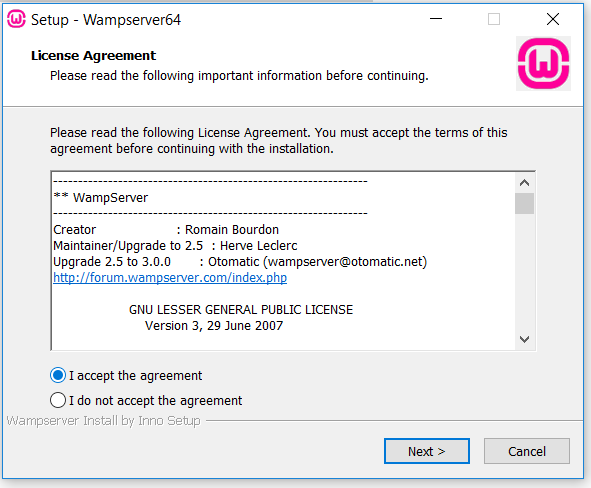 Setup - Wampserver64
License Agreement
Please read the following important information before continuing.
Please read the following License Agreement. You must accept the terms of this
agreement before continuing with the installation.
------------------------------------------------------------------
** WampServer
------------------------------------------------------------------
Creator : Romain Bourdon
Maintainer/Upgrade to 2.5 : Herve Leclerc
Upgrade 2.5 to 3.0.0 : Otomatic (wampserver@otomatic.net)
http://forum.wampserver.com/index.php
GNU LESSER GENERAL PUBLIC LICENSE
Version 3, 29 June 2007
I accept the agreement
I do not accept the agreement
Wampserver Install by Inno Setup
Next >
Cancel